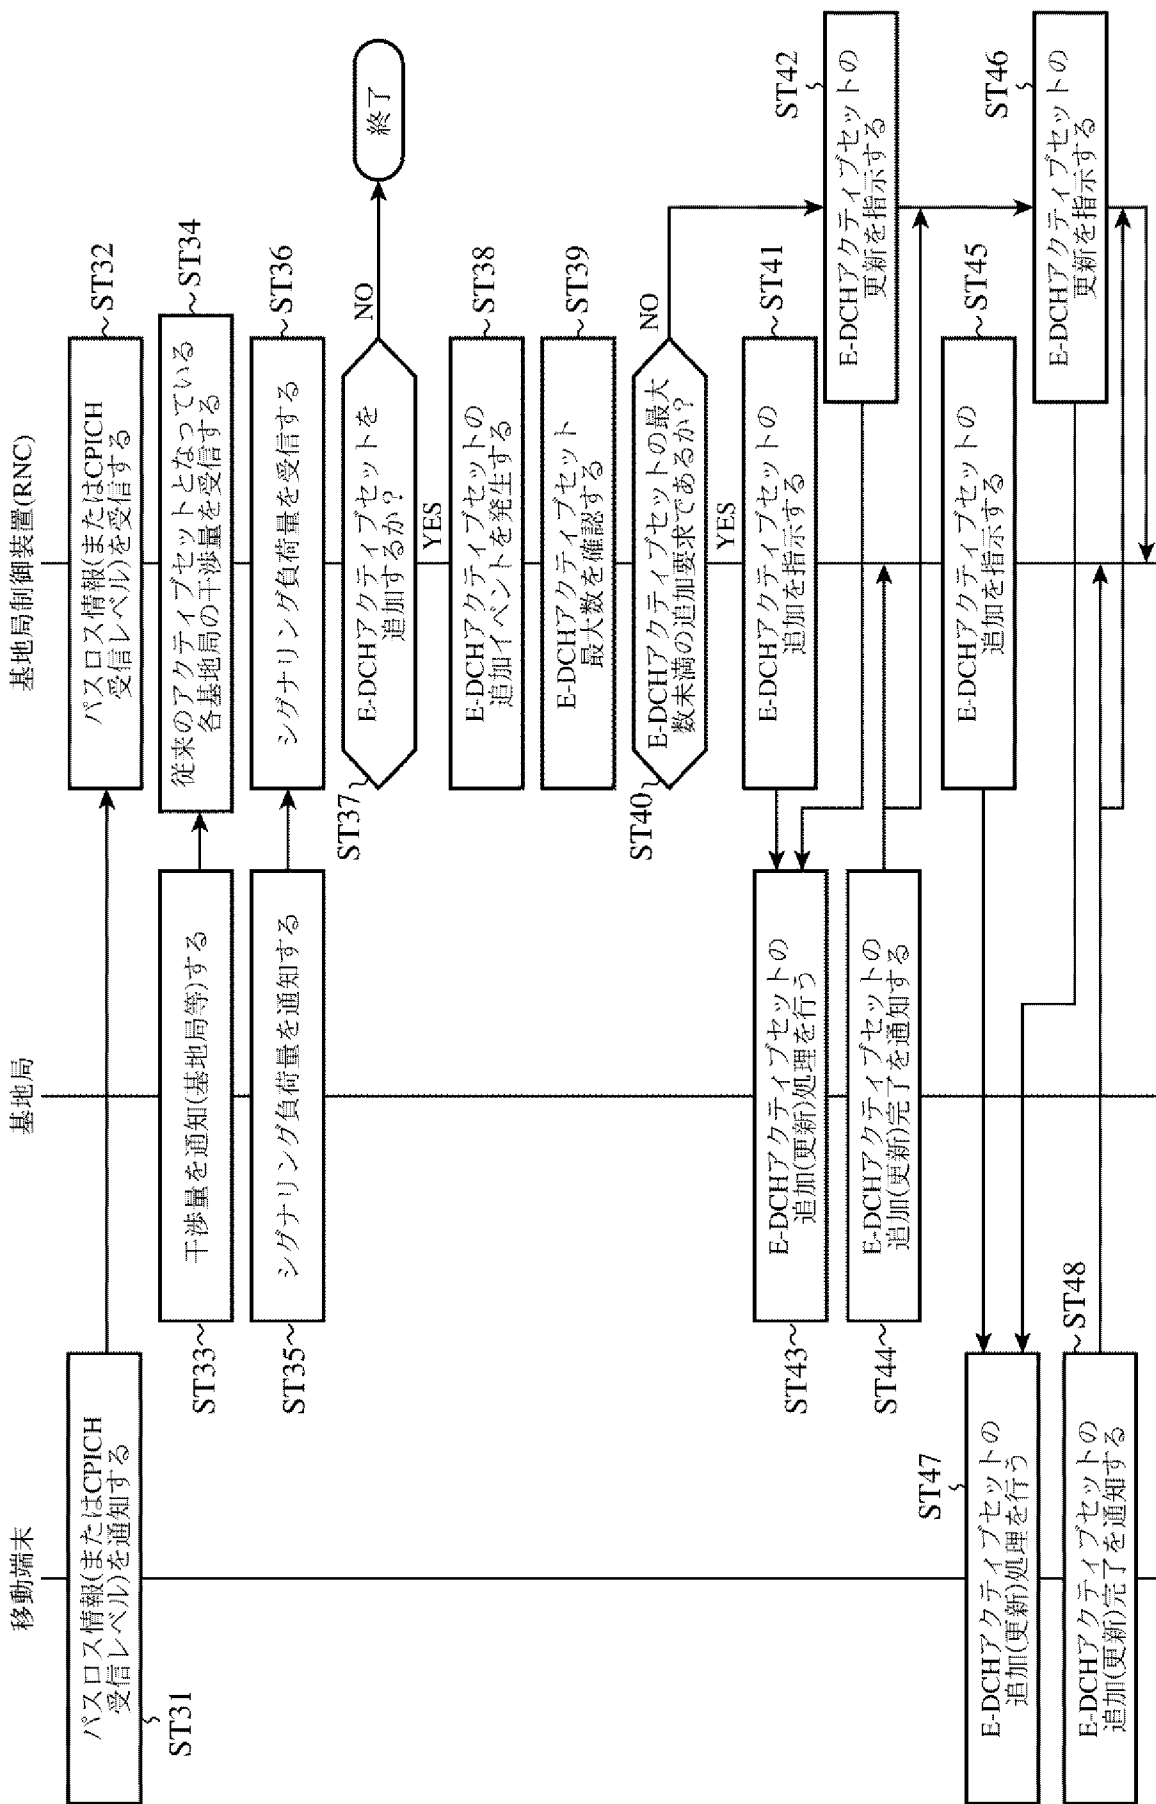 移動端末
基地局
基地局制御装置(RNC)
パスロス情報(またはCPICH
受信レベル)を通知する
ST31
パスロス情報(またはCPICH
受信レベル)を受信する
ST32
干渉量を通知(基地局等)する
ST33
従来のアクティブセットとなっている
各基地局の干渉量を受信する
ST34
シグナリング負荷量を通知する
ST35
シグナリング負荷量を受信する
ST36
E-DCHアクティブセットを
追加するか?
ST37
NO
終了
YES
E-DCHアクティブセットの
追加イベントを発生する
ST38
E-DCHアクティブセット
最大数を確認する
ST39
E-DCHアクティブセットの最大
数未満の追加要求であるか?
ST40
NO
YES
E-DCHアクティブセットの
追加を指示する
ST41
E-DCHアクティブセットの
更新を指示する
ST42
E-DCHアクティブセットの
追加(更新)処理を行う
ST43
E-DCHアクティブセットの
追加(更新)完了を通知する
ST44
E-DCHアクティブセットの
追加を指示する
ST45
E-DCHアクティブセットの
更新を指示する
ST46
E-DCHアクティブセットの
追加(更新)処理を行う
ST47
E-DCHアクティブセットの
追加(更新)完了を通知する
ST48